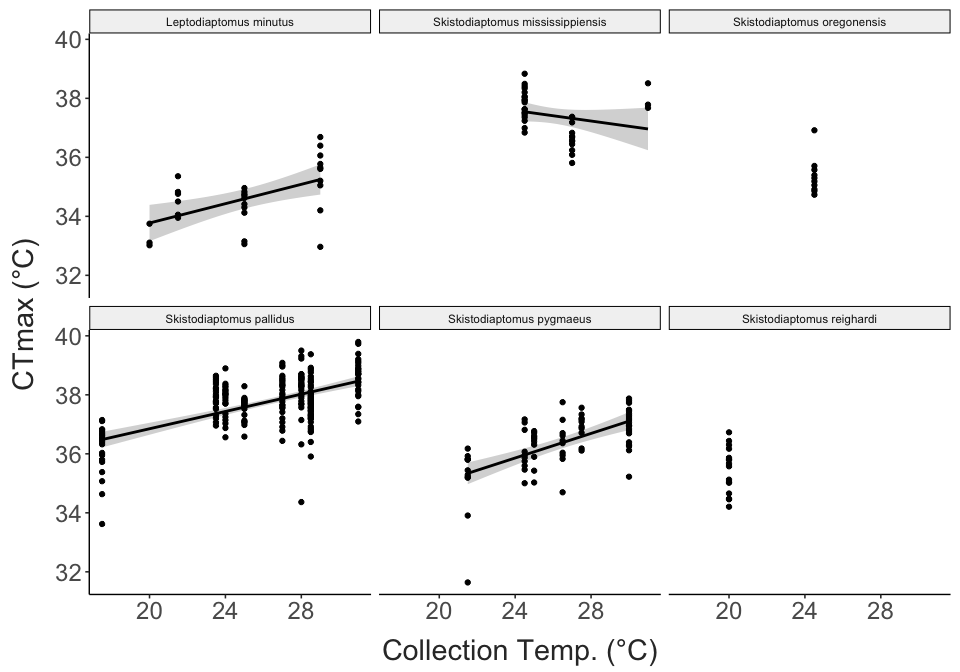 Leptodiaptomus minutus
Skistodiaptomus mississippiensis
Skistodiaptomus oregonensis
40
38
36
34
32
Skistodiaptomus pallidus
Skistodiaptomus pygmaeus
Skistodiaptomus reighardi
40
38
36
34
32
CTmax (°C)
20 24 28
20 24 28
20 24 28
Collection Temp. (°C)